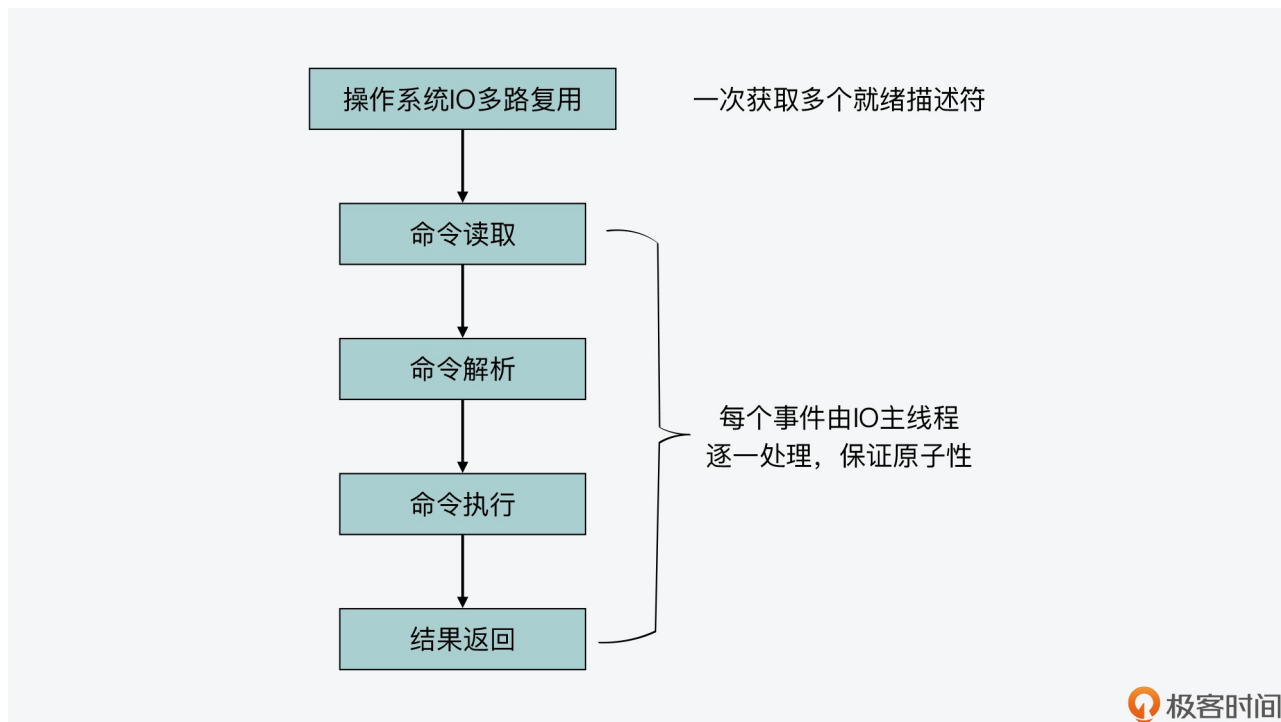 操作系统IO多路复用
一次获取多个就绪描述符
命令读取
命令解析
每个事件由IO主线程
逐一处理，保证原子性
命令执行
结果返回
极客时间